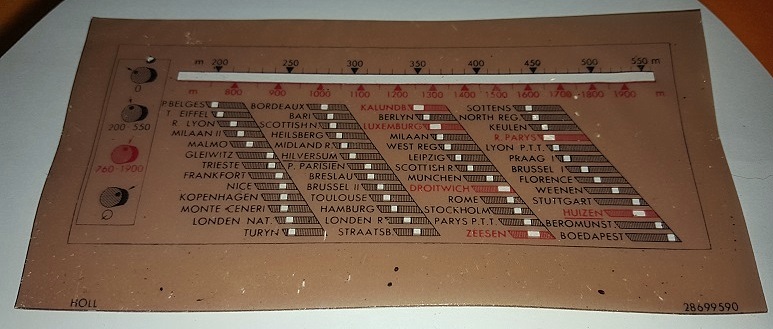 m 200 250 300 350 400 450 500 550 m
m 800 900 1000 1100 1200 1300 1400 1500 1600 1700 1800 1900 m
0
200-550
760-1900
P.BELGES
T. EIFFEL
R. LYON
MILAAN II
MALMO
GLEIWITZ
TRIESTE
FRANKFORT
NICE
KOPENHAGEN
MONTE CENERI
LONDEN NAT.
TURYN
BORDEAUX
BARI
SCOTTISH N.
HEILSBERG
MIDLAND R.
HILVERSUM
P. PARISIEN
BRESLAU
BRUSSEL II
TOULOUSE
HAMBURG
LONDEN R.
STRAATSB.
KALUNDB.
BERLYN
LUXEMBURG
MILAAN
WEST REG.
LEIPZIG
SCOTTISH R.
MUNCHEN
DROITWICH
ROME
STOCKHOLM
PARYS P.T.T.
ZEESEN
SOTTENS
NORTH REG.
KEULEN
R. PARYS
LYON P.T.T.
PRAAG I
BRUSSEL I
FLORENCE
WEENEN
STUTTGART
HUIZEN
BEROMUNST.
BOEDAPEST
HOLL
28699590